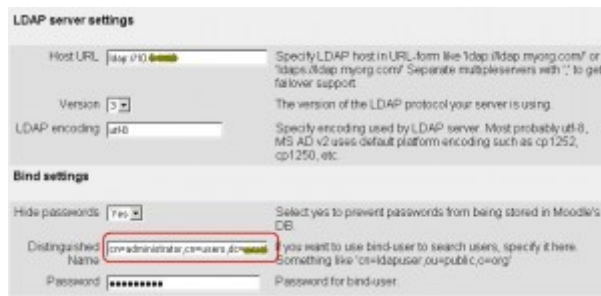 LDAP server settings
Host URL ldap://10. Specify LDAP host in URL-form like 'ldap://ldap.myorg.com/' or
'ldaps://ldap.myorg.com/' Separate multipleservers with ';' to get
failover support.
Version 3 The version of the LDAP protocol your server is using.
LDAP encoding utf-8 Specify encoding used by LDAP server. Most probably utf-8,
MS AD v2 uses default platform encoding such as cp1252,
cp1250, etc.
Bind settings
Hide passwords Yes Select yes to prevent passwords from being stored in Moodle's
DB.
Distinguished cn=administrator,cn=users,dc= If you want to use bind-user to search users, specify it here.
Name Something like 'cn=ldapuser,ou=public,o=org'
Password ●●●●●●●●● Password for bind-user.